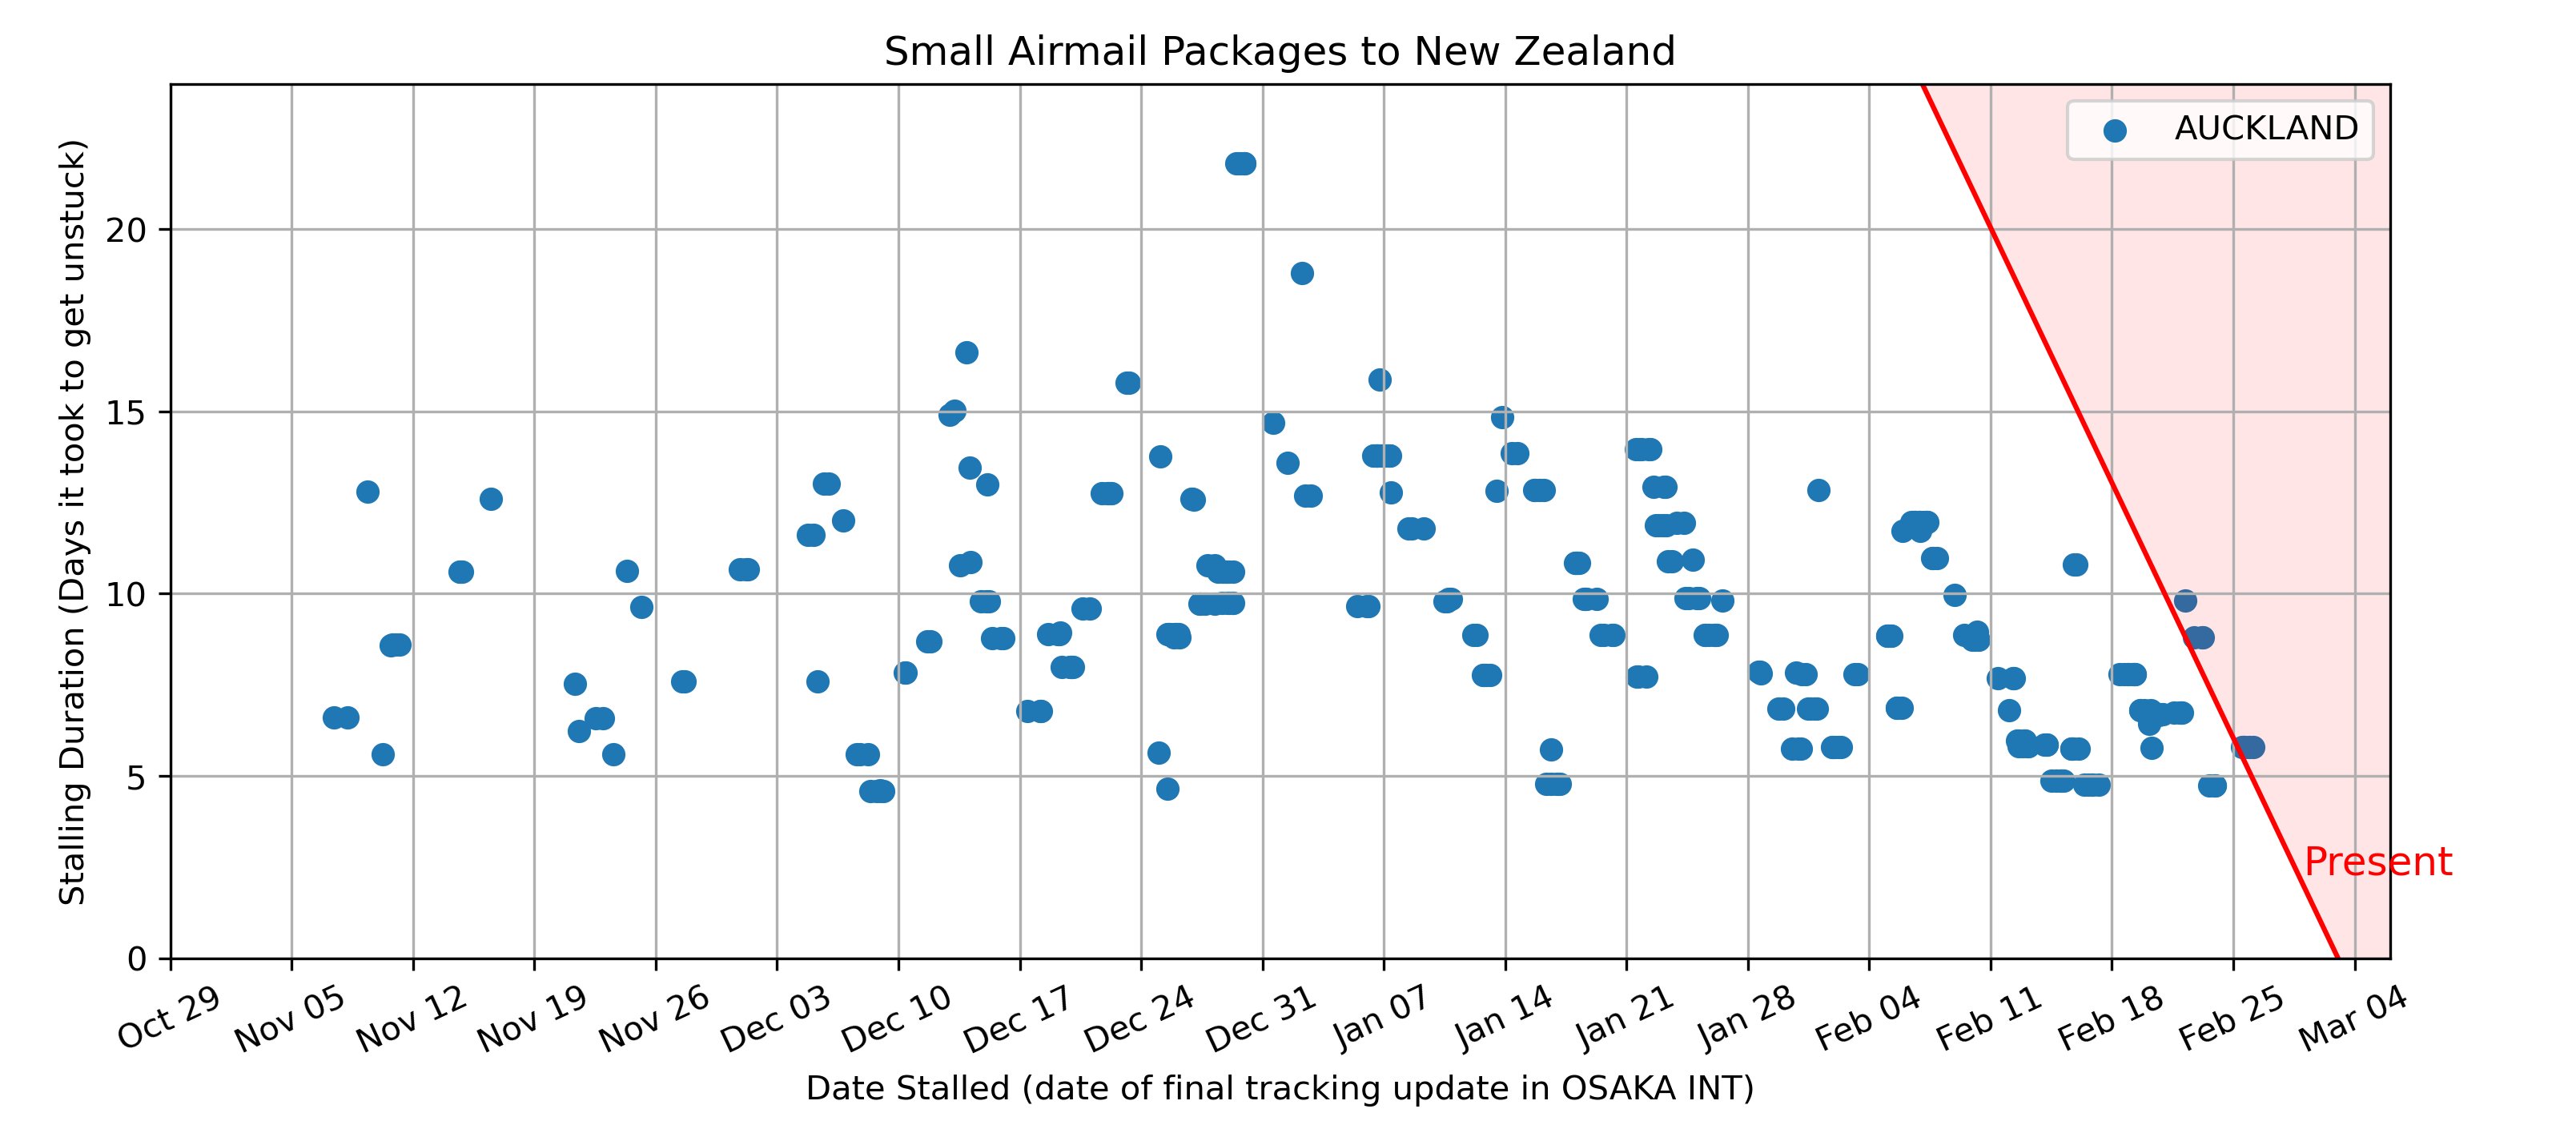 Small Airmail Packages to New Zealand
AUCKLAND
Stalling Duration (Days it took to get unstuck)
20
15
10
5
0
Present
Oct 29
Nov 05
Nov 12
Nov 19
Nov 26
Dec 03
Dec 10
Dec 17
Dec 24
Dec 31
Jan 07
Jan 14
Jan 21
Jan 28
Feb 04
Feb 11
Feb 18
Feb 25
Mar 04
Date Stalled (date of final tracking update in OSAKA INT)